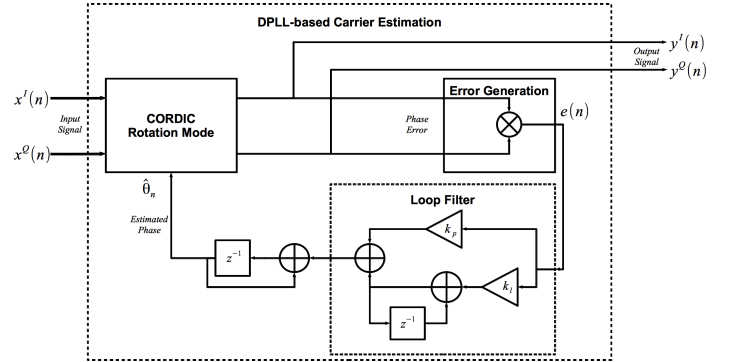 DPLL-based Carrier Estimation
Output
Signal
y^I(n)
y^Q(n)
x^I(n)
Input
Signal
x^Q(n)
CORDIC
Rotation Mode
Phase
Error
Error Generation
e(n)
θ̂_n
Estimated
Phase
Loop Filter
k_p
z^{-1}
k_l
z^{-1}